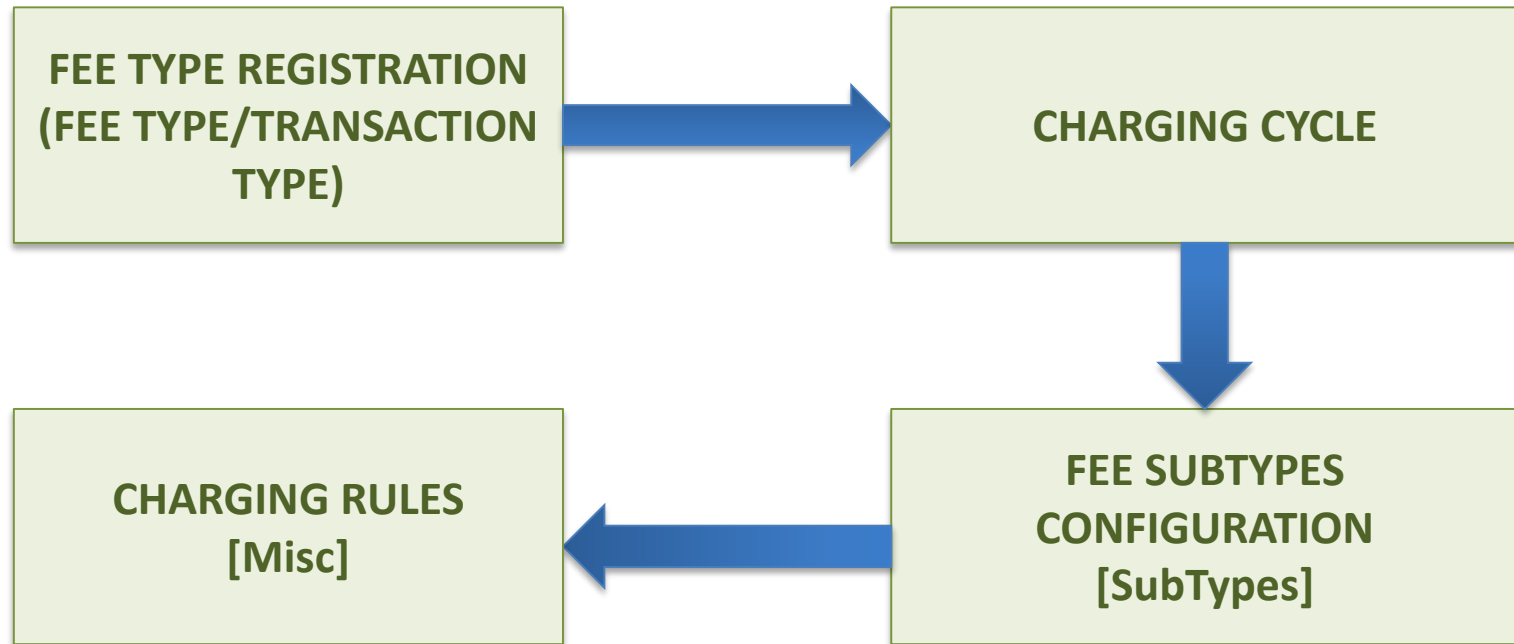 FEE TYPE REGISTRATION
(FEE TYPE/TRANSACTION
TYPE)
CHARGING CYCLE
CHARGING RULES
[Misc]
FEE SUBTYPES
CONFIGURATION
[SubTypes]